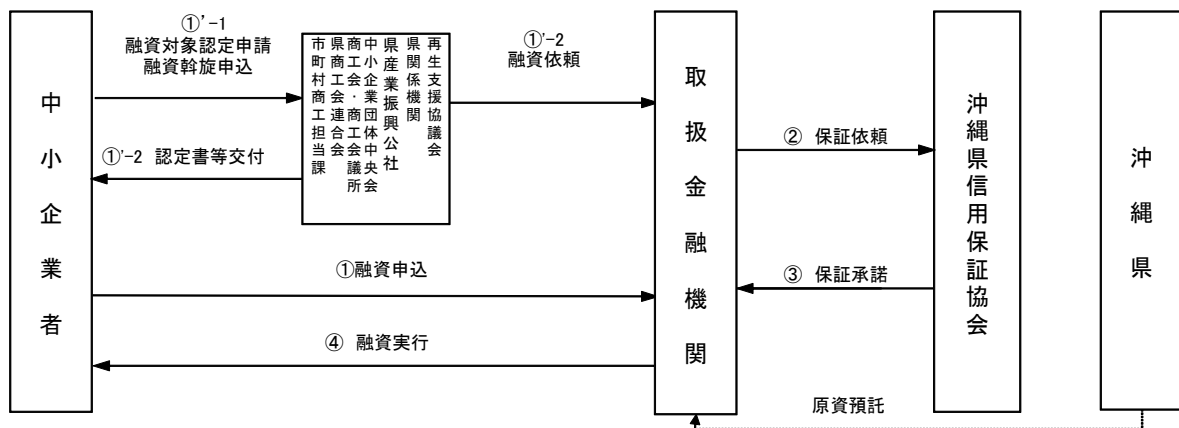 中小企業者
①’-1
融資対象認定申請
融資斡旋申込
①’-2 認定書等交付
再生支援協議会
県関係機関
県産業振興公社
中小企業団体中央会
商工会・商工会議所
県商工会連合会
市町村商工担当課
①’-2
融資依頼
①融資申込
④ 融資実行
取扱金融機関
② 保証依頼
③ 保証承諾
沖縄県信用保証協会
沖縄県
原資預託